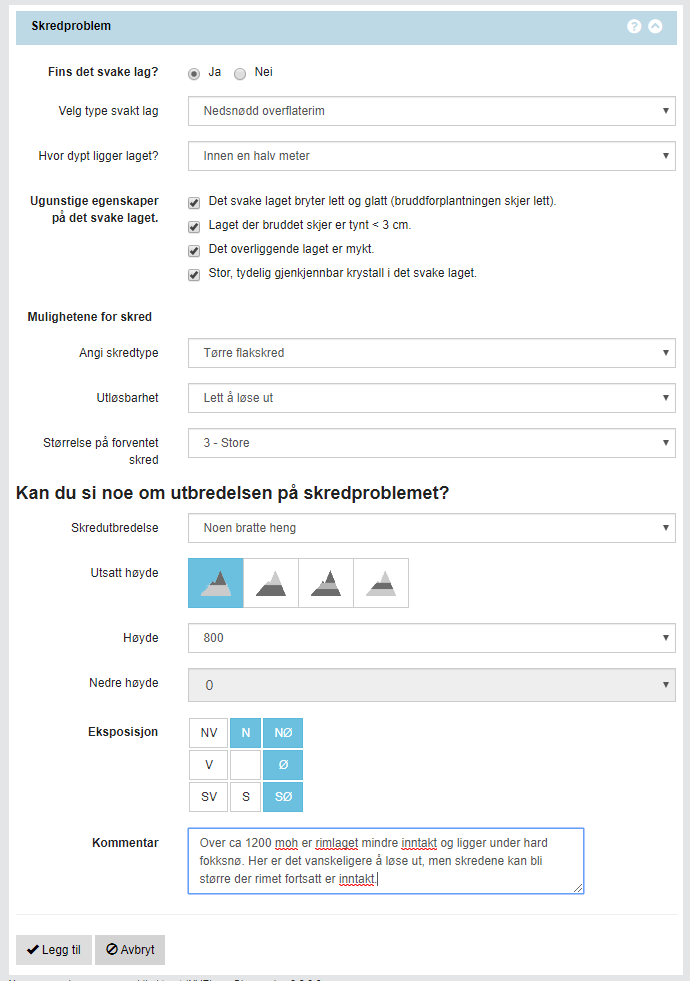 Skredproblem
Fins det svake lag? Ja Nei
Velg type svakt lag Nedsnødd overflaterim
Hvor dypt ligger laget? Innen en halv meter
Ugunstige egenskaper
på det svake laget.
Det svake laget bryter lett og glatt (bruddforplantningen skjer lett).
Laget der bruddet skjer er tynt < 3 cm.
Det overliggende laget er mykt.
Stor, tydelig gjenkjennbar krystall i det svake laget.
Mulighetene for skred
Angi skredtype Tørre flakskred
Utløsbarhet Lett å løse ut
Størrelse på forventet
skred
3 - Store
Kan du si noe om utbredelsen på skredproblemet?
Skredutbredelse Noen bratte heng
Utsatt høyde
Høyde 800
Nedre høyde 0
Eksposisjon
NV N NØ
V Ø
SV S SØ
Kommentar
Over ca 1200 moh er rimlaget mindre inntakt og ligger under hard
fokksnø. Her er det vanskeligere å løse ut, men skredene kan bli
større der rimet fortsatt er inntakt.
Legg til Avbryt